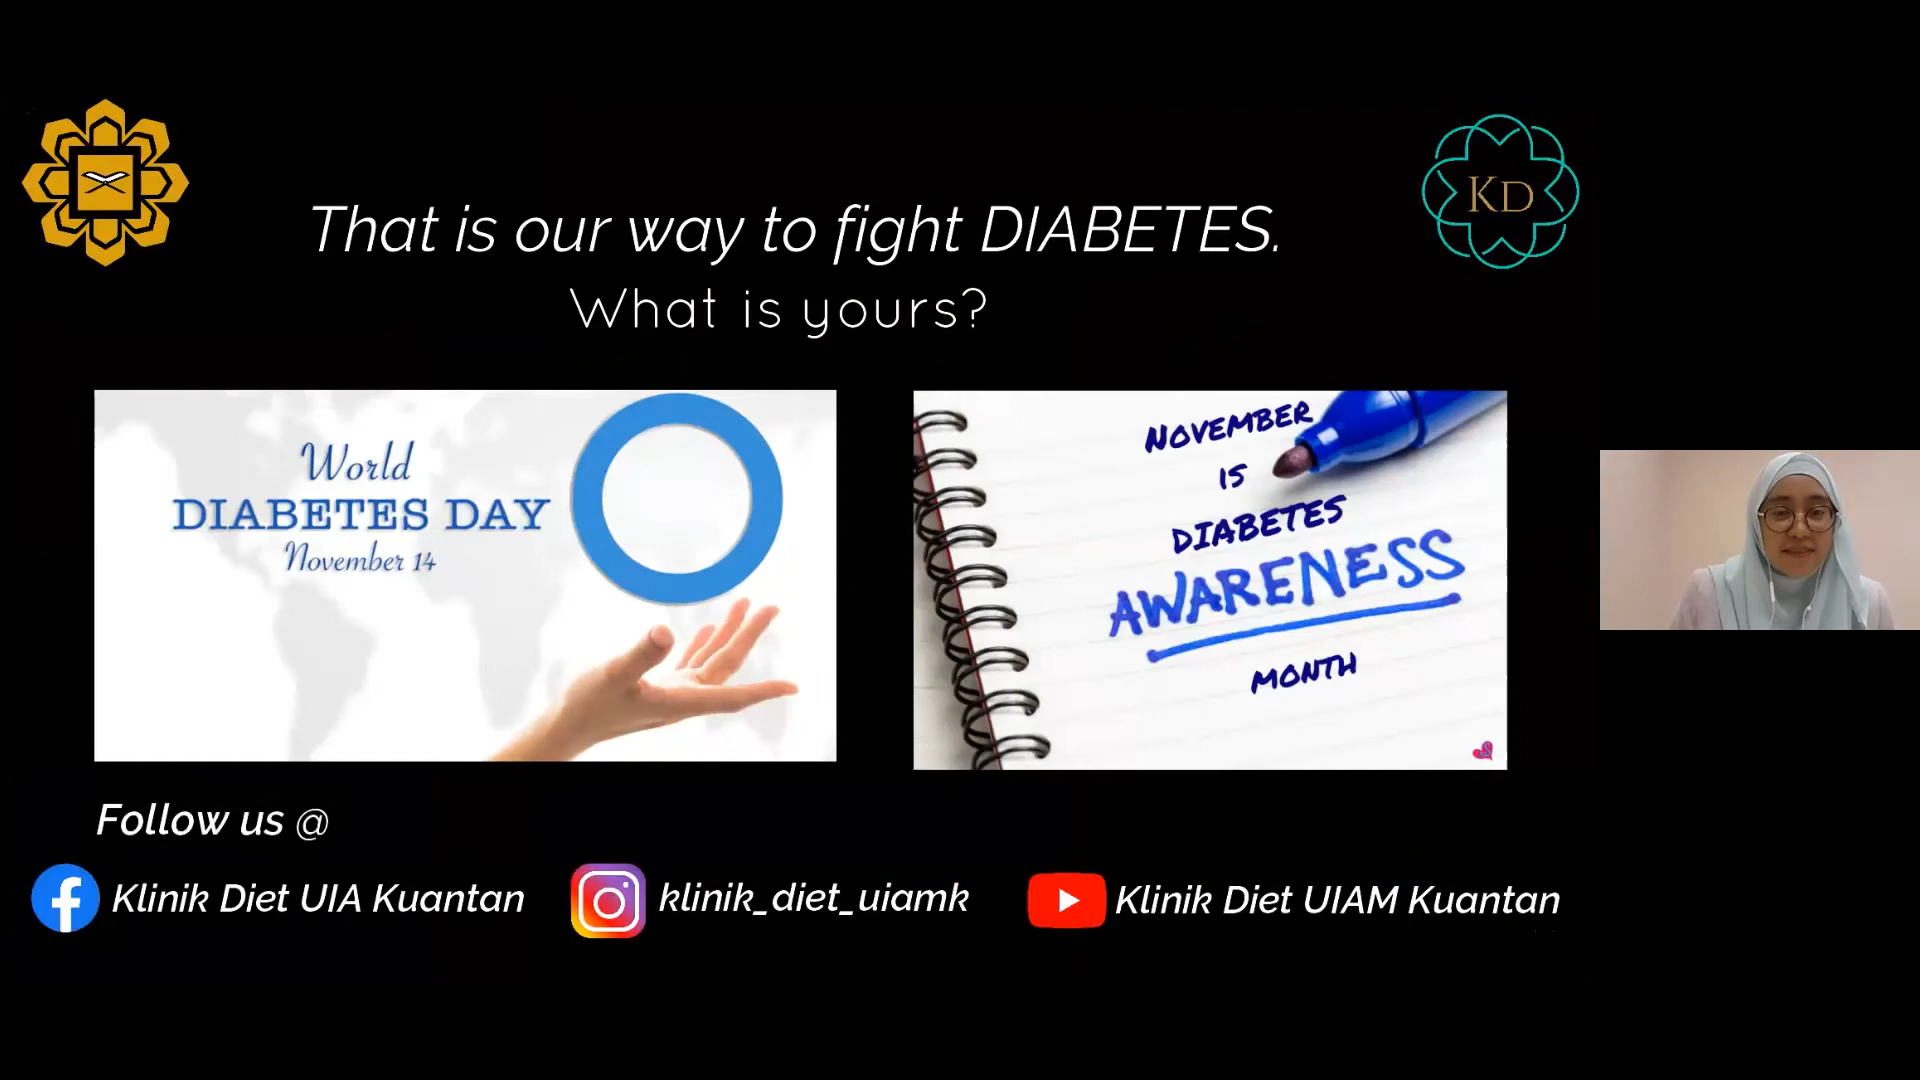 KD
That is our way to fight DIABETES.
What is yours?
World
DIABETES DAY
November 14
NOVEMBER
IS
DIABETES
AWARENESS
MONTH
Follow us @
Klinik Diet UIA Kuantan
klinik_diet_uiamk
Klinik Diet UIAM Kuantan